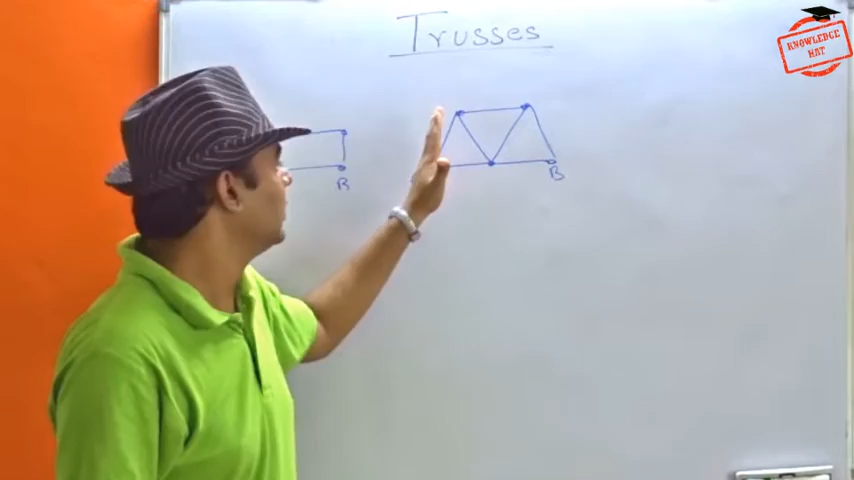 Trusses
KNOWLEDGE
HAT
B
B